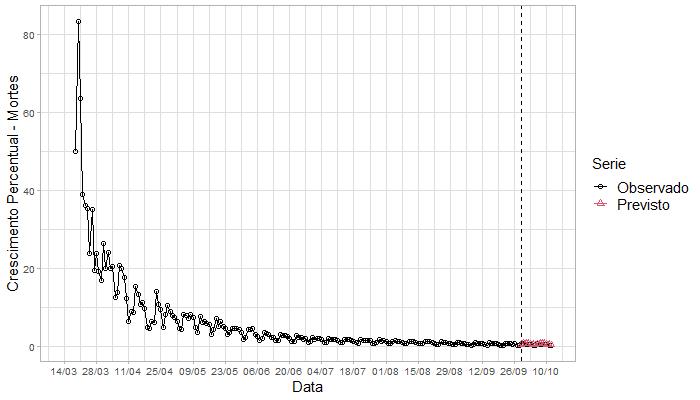 Crescimento Percentual - Mortes
80
60
40
20
0
14/03 28/03 11/04 25/04 09/05 23/05 06/06 20/06 04/07 18/07 01/08 15/08 29/08 12/09 26/09 10/10
Data
Serie
Observado
Previsto